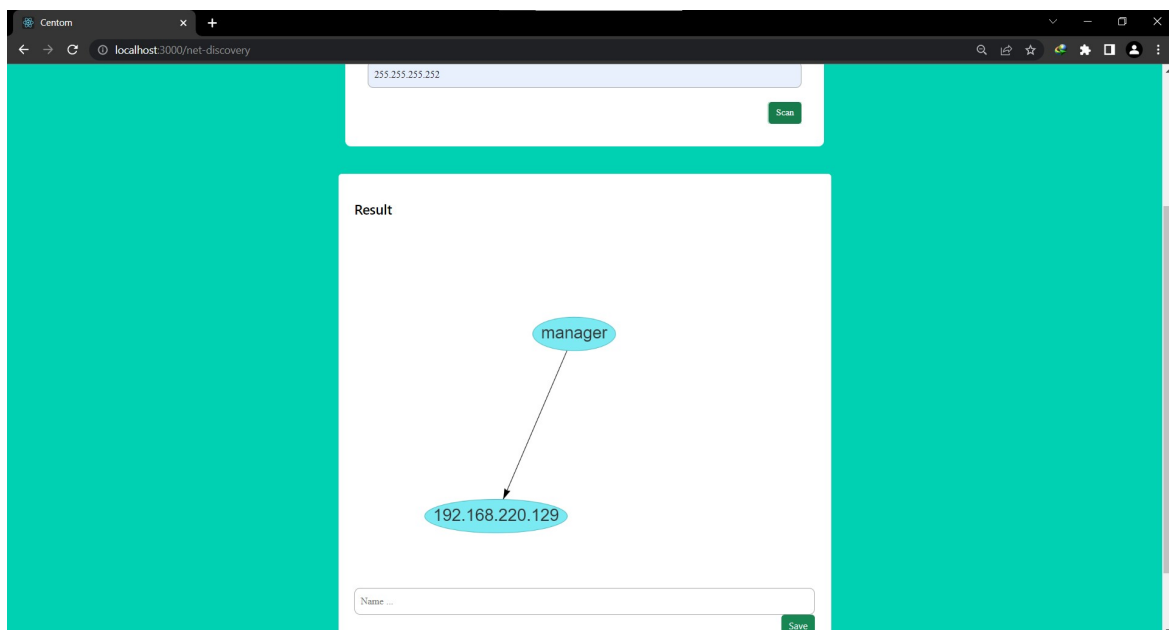 Centom
localhost:3000/net-discovery
255.255.255.252
Scan
Result
manager
192.168.220.129
Name ...
Save